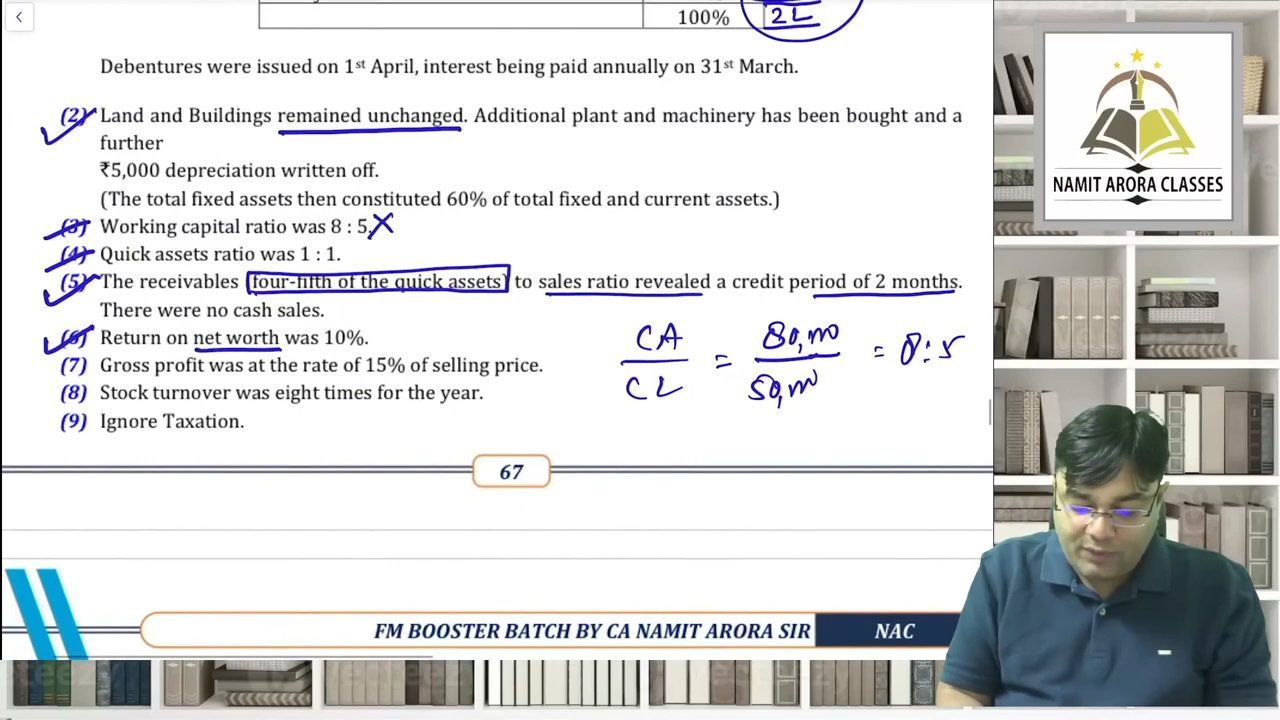 100% 2L
Debentures were issued on 1st April, interest being paid annually on 31st March.
(2) Land and Buildings remained unchanged. Additional plant and machinery has been bought and a
further
₹5,000 depreciation written off.
(The total fixed assets then constituted 60% of total fixed and current assets.)
(3) Working capital ratio was 8 : 5.
(4) Quick assets ratio was 1 : 1.
(5) The receivables (four-fifth of the quick assets) to sales ratio revealed a credit period of 2 months.
There were no cash sales.
(6) Return on net worth was 10%.
(7) Gross profit was at the rate of 15% of selling price.
(8) Stock turnover was eight times for the year.
(9) Ignore Taxation.
CA / CL = 80,000 / 50,000 = 8:5
67
FM BOOSTER BATCH BY CA NAMIT ARORA SIR NAC
NAMIT ARORA CLASSES